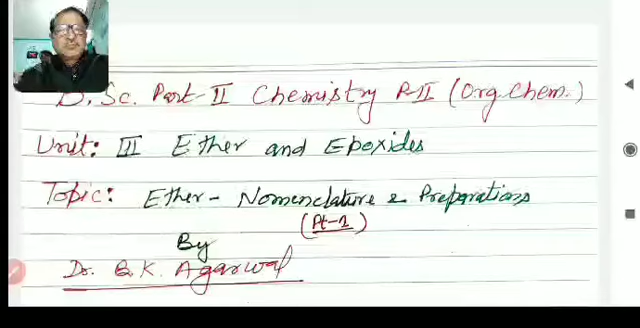 B.Sc. Part-II Chemistry P-II (Org. Chem.)
Unit: III Ether and Epoxides
Topic: Ether - Nomenclature & Preparations
(Pt-1)
By
Dr. B.K. Agarwal